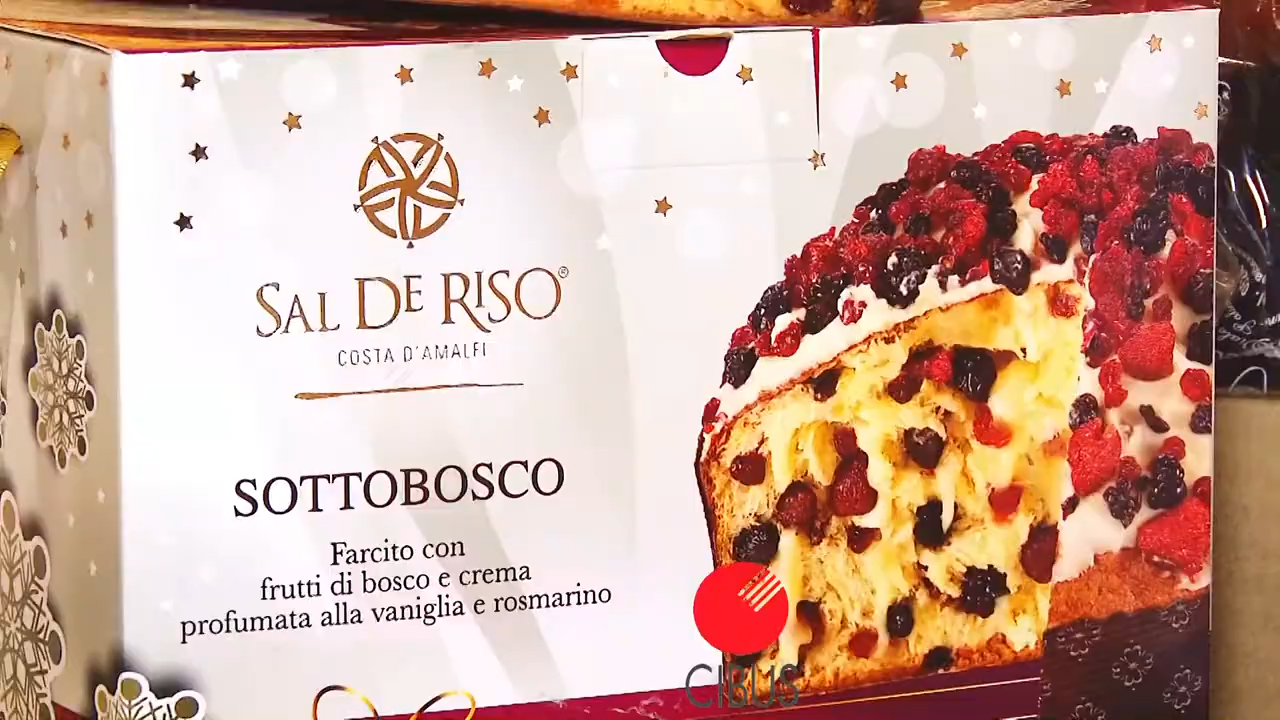 SAL DE RISO®
COSTA D'AMALFI
SOTTOBOSCO
Farcito con
frutti di bosco e crema
profumata alla vaniglia e rosmarino
CIBUS